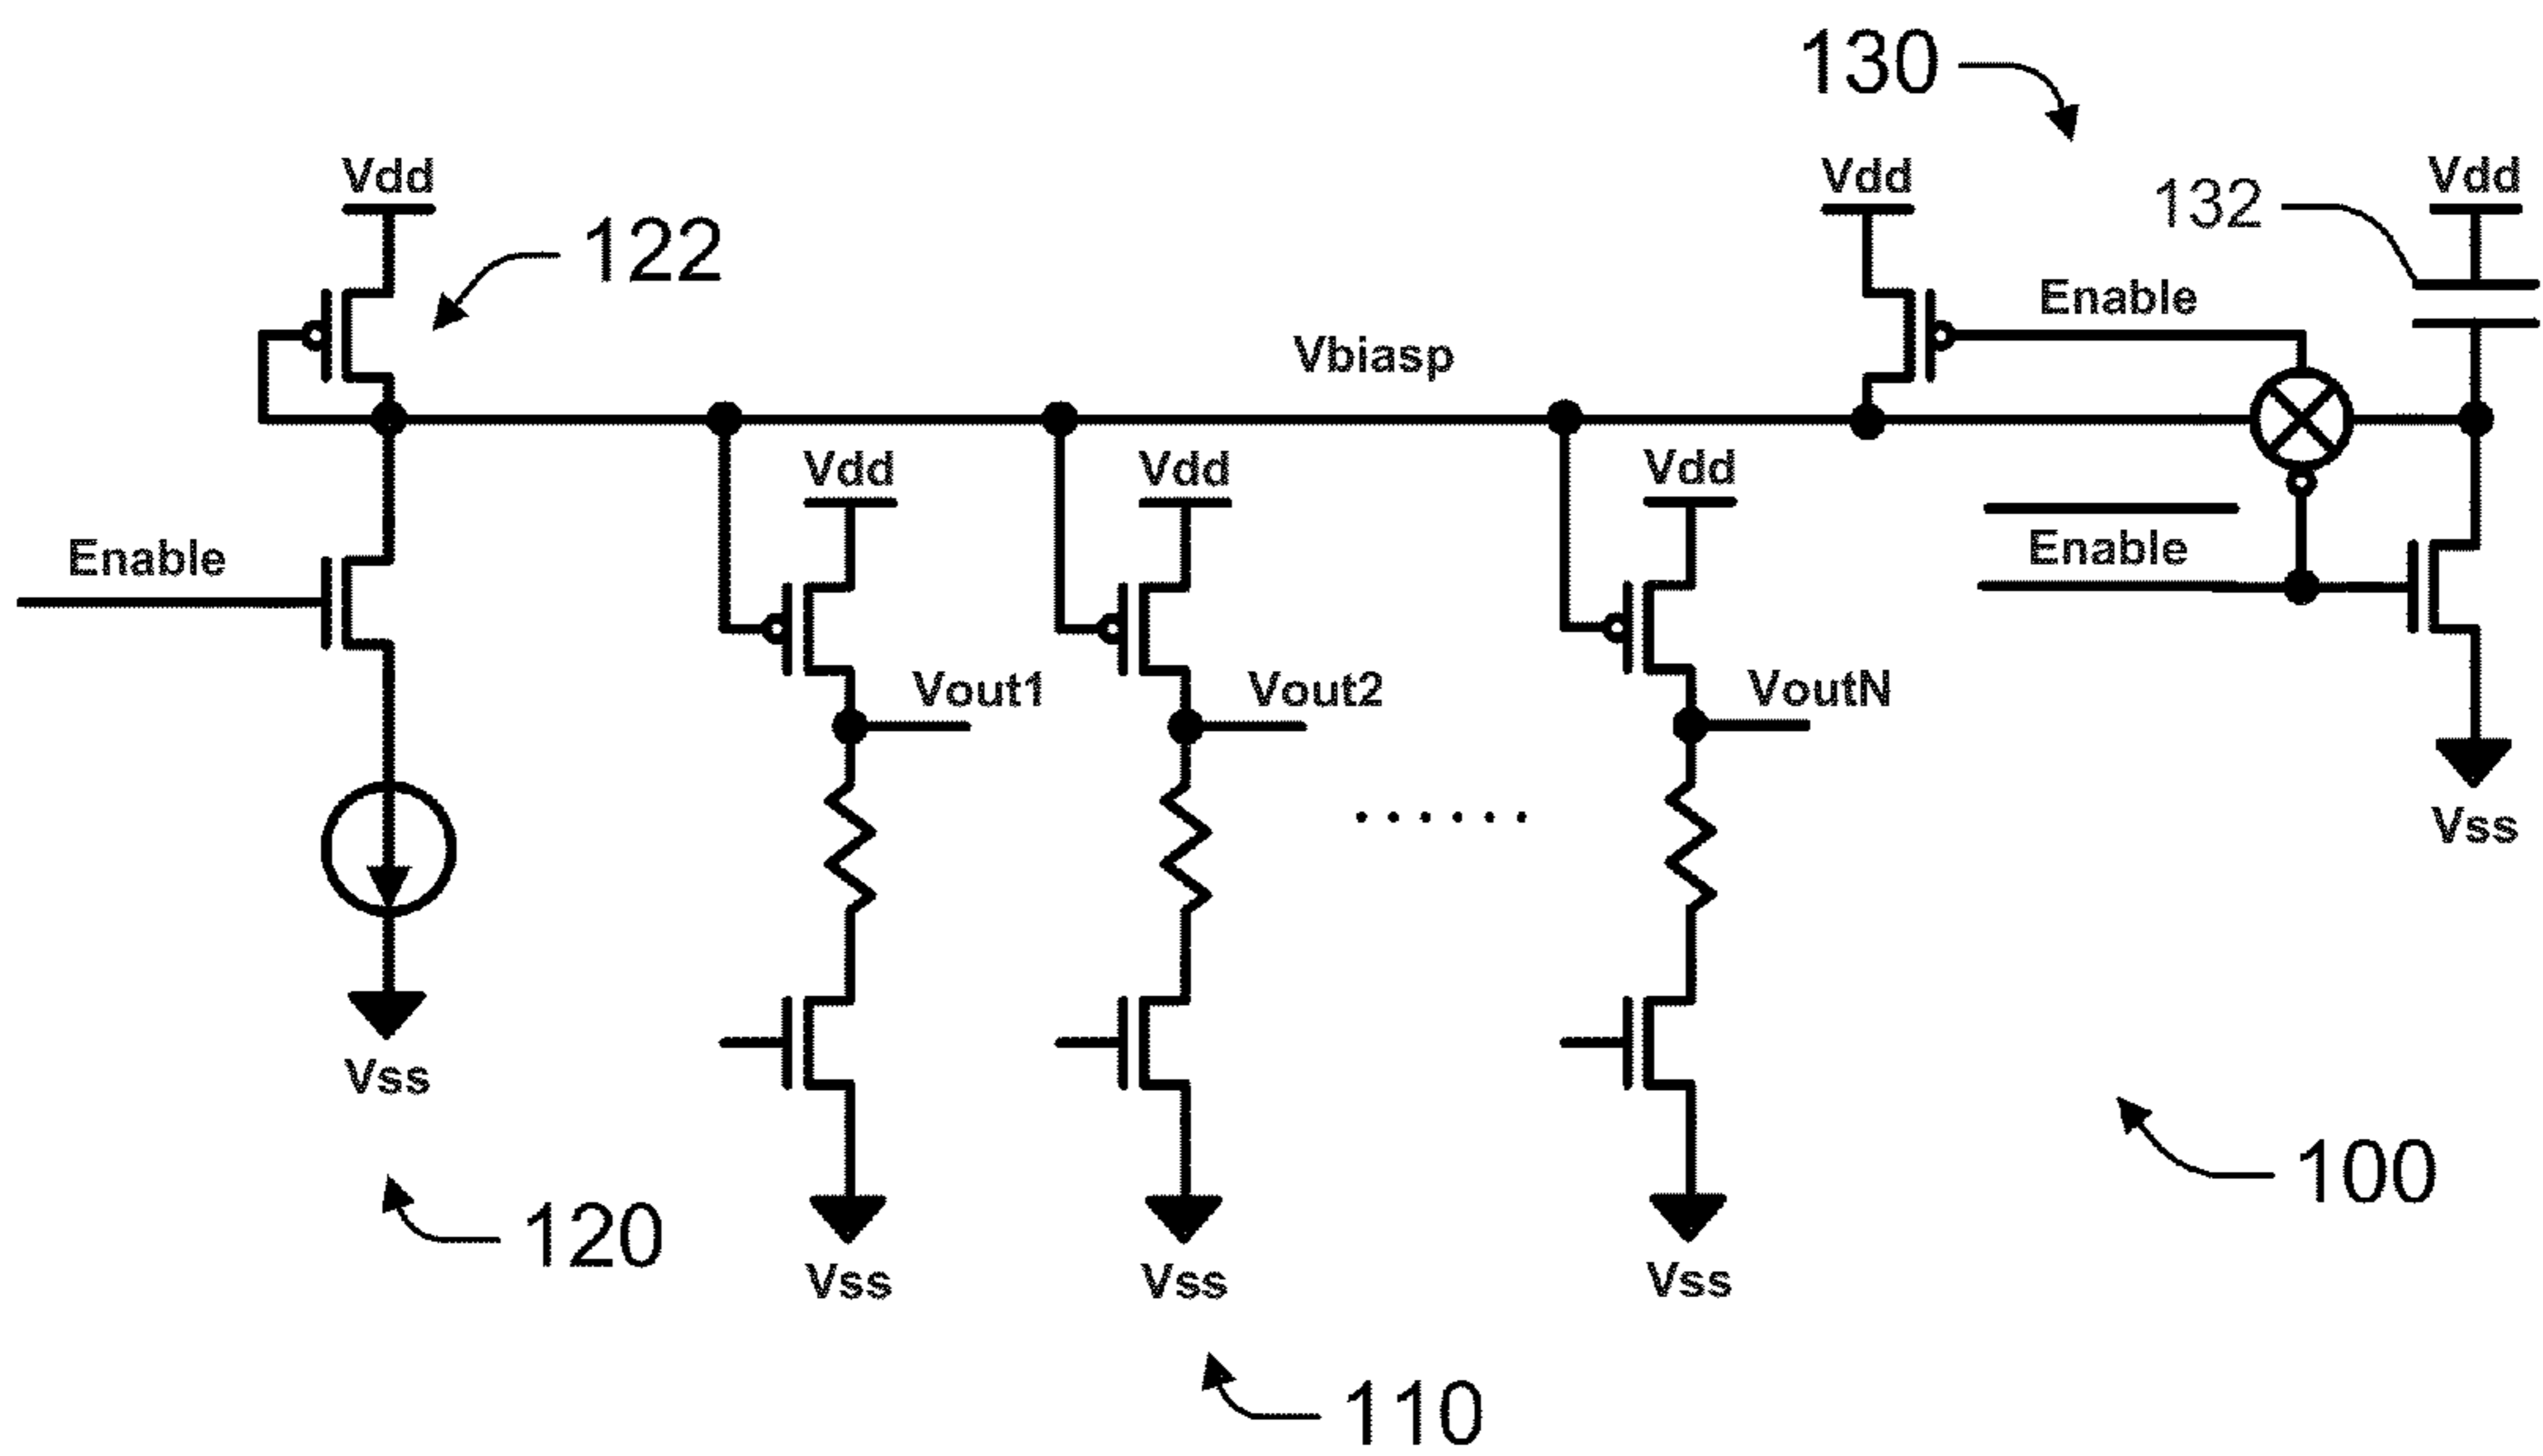 130
Vdd
Vdd
132
Vdd
122
Enable
Vbiasp
Vdd
Vdd
Vdd
Enable
Enable
Vout1
Vout2
VoutN
......
Vss
Vss
100
120
Vss
Vss
Vss
110